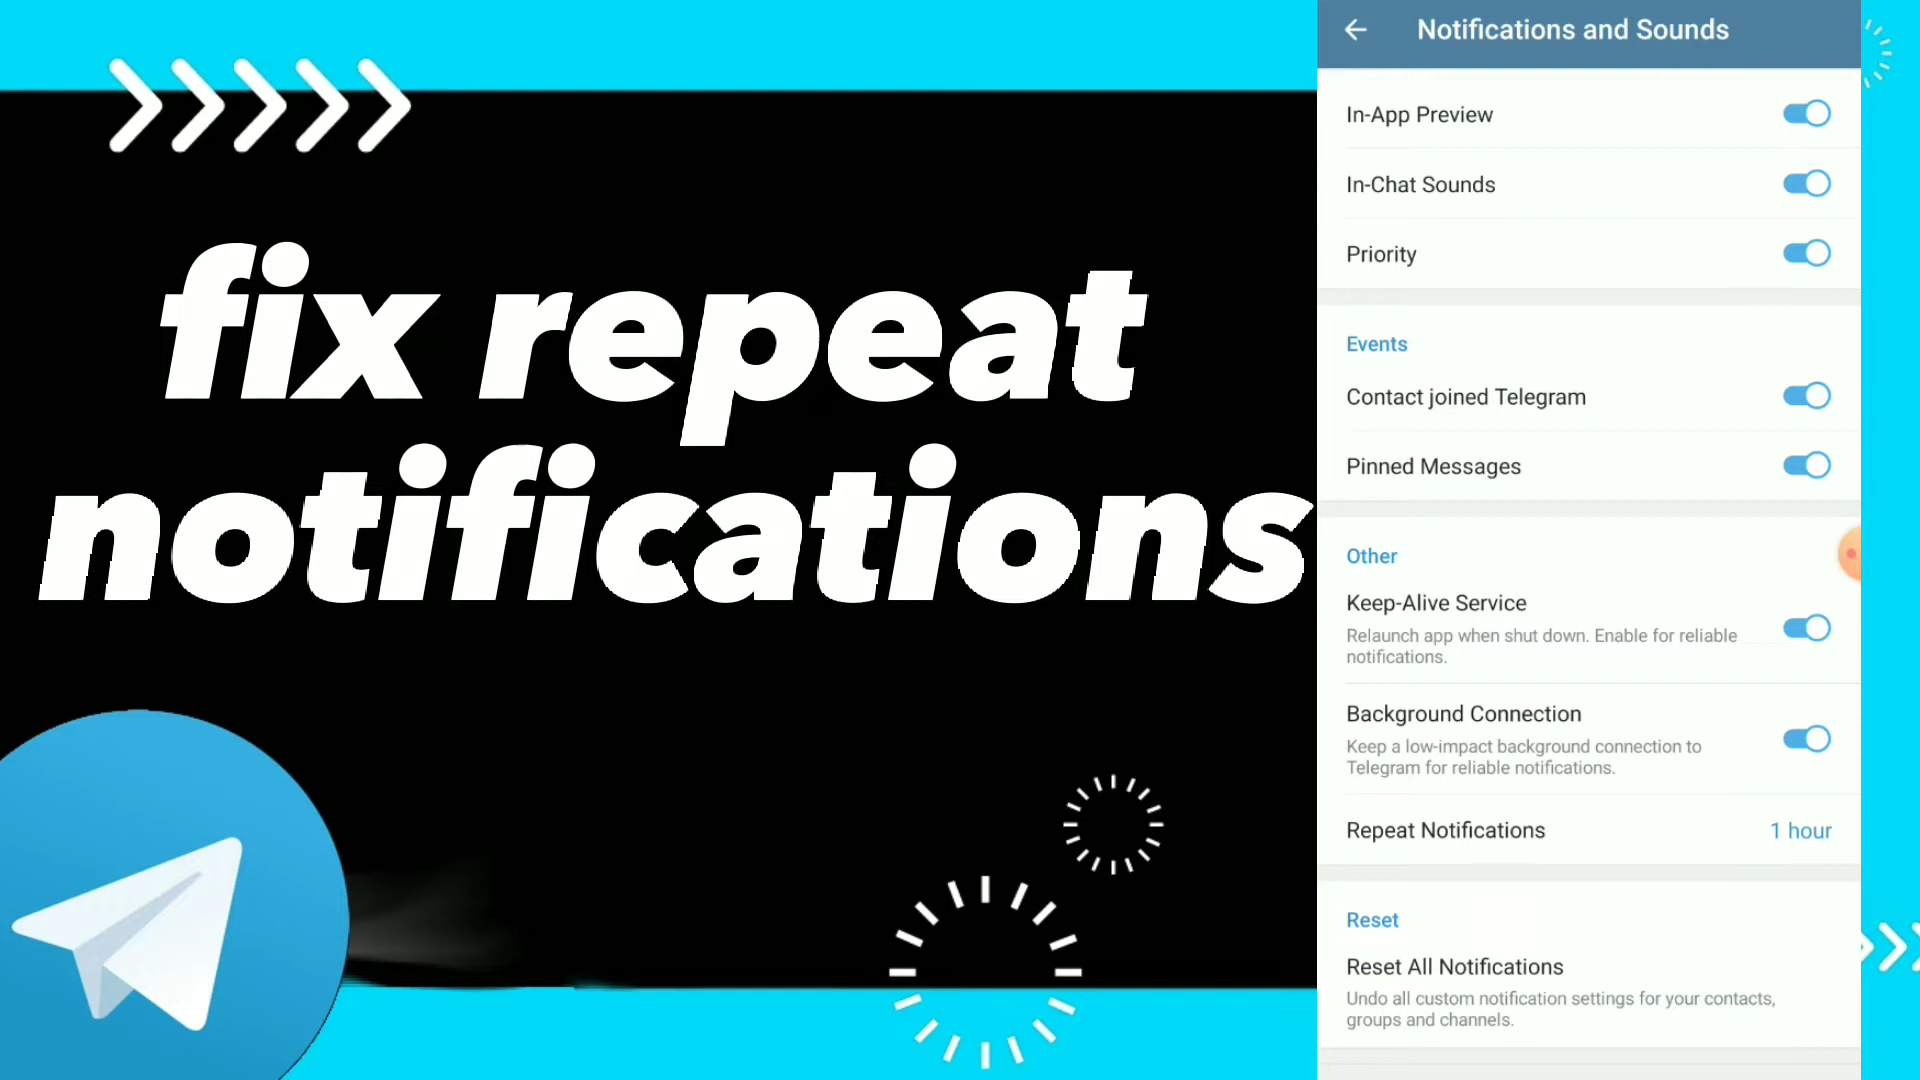 fix repeat
notifications
Notifications and Sounds
In-App Preview
In-Chat Sounds
Priority
Events
Contact joined Telegram
Pinned Messages
Other
Keep-Alive Service
Relaunch app when shut down. Enable for reliable
notifications.
Background Connection
Keep a low-impact background connection to
Telegram for reliable notifications.
Repeat Notifications 1 hour
Reset
Reset All Notifications
Undo all custom notification settings for your contacts,
groups and channels.